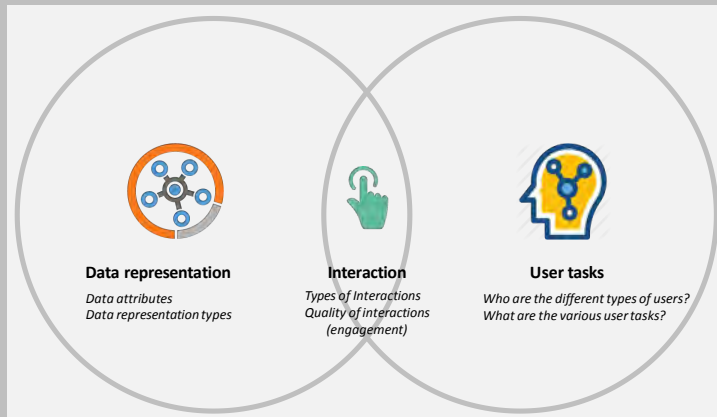 Data representation
Data attributes
Data representation types
Interaction
Types of Interactions
Quality of interactions
(engagement)
User tasks
Who are the different types of users?
What are the various user tasks?